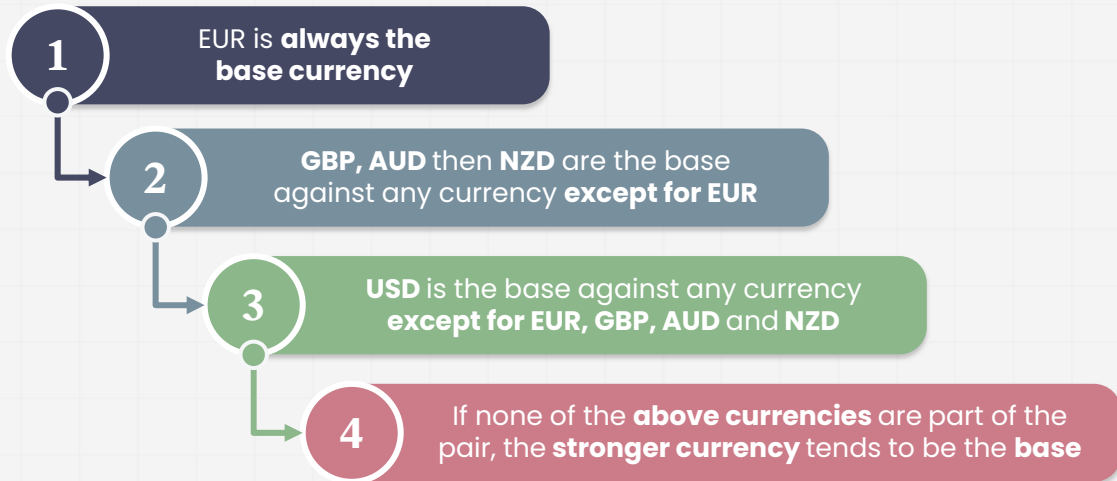 1
EUR is always the
base currency
2
GBP, AUD then NZD are the base
against any currency except for EUR
3
USD is the base against any currency
except for EUR, GBP, AUD and NZD
4
If none of the above currencies are part of the
pair, the stronger currency tends to be the base